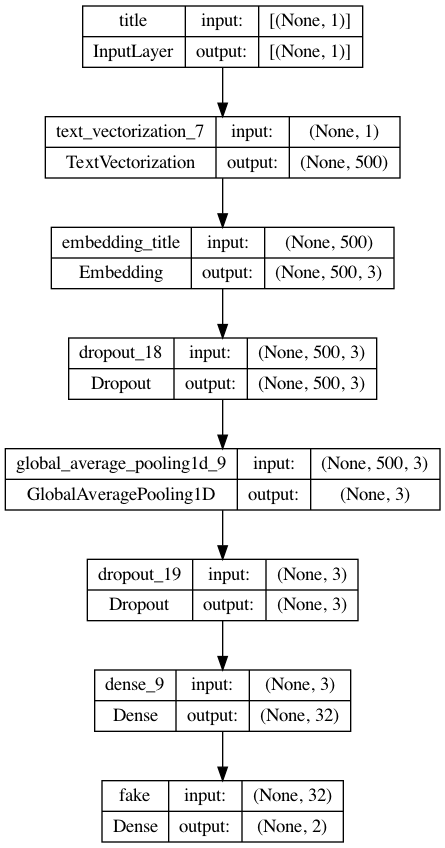 title input: [(None, 1)]
InputLayer output: [(None, 1)]
text_vectorization_7 input: (None, 1)
TextVectorization output: (None, 500)
embedding_title input: (None, 500)
Embedding output: (None, 500, 3)
dropout_18 input: (None, 500, 3)
Dropout output: (None, 500, 3)
global_average_pooling1d_9 input: (None, 500, 3)
GlobalAveragePooling1D output: (None, 3)
dropout_19 input: (None, 3)
Dropout output: (None, 3)
dense_9 input: (None, 3)
Dense output: (None, 32)
fake input: (None, 32)
Dense output: (None, 2)